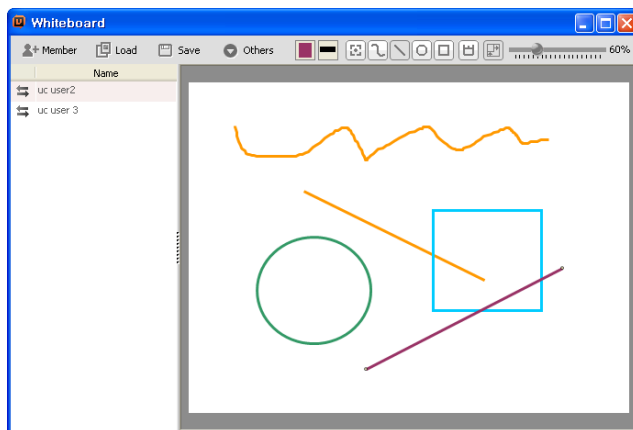 Whiteboard
Member Load Save Others 60%
Name
uc user2
uc user 3